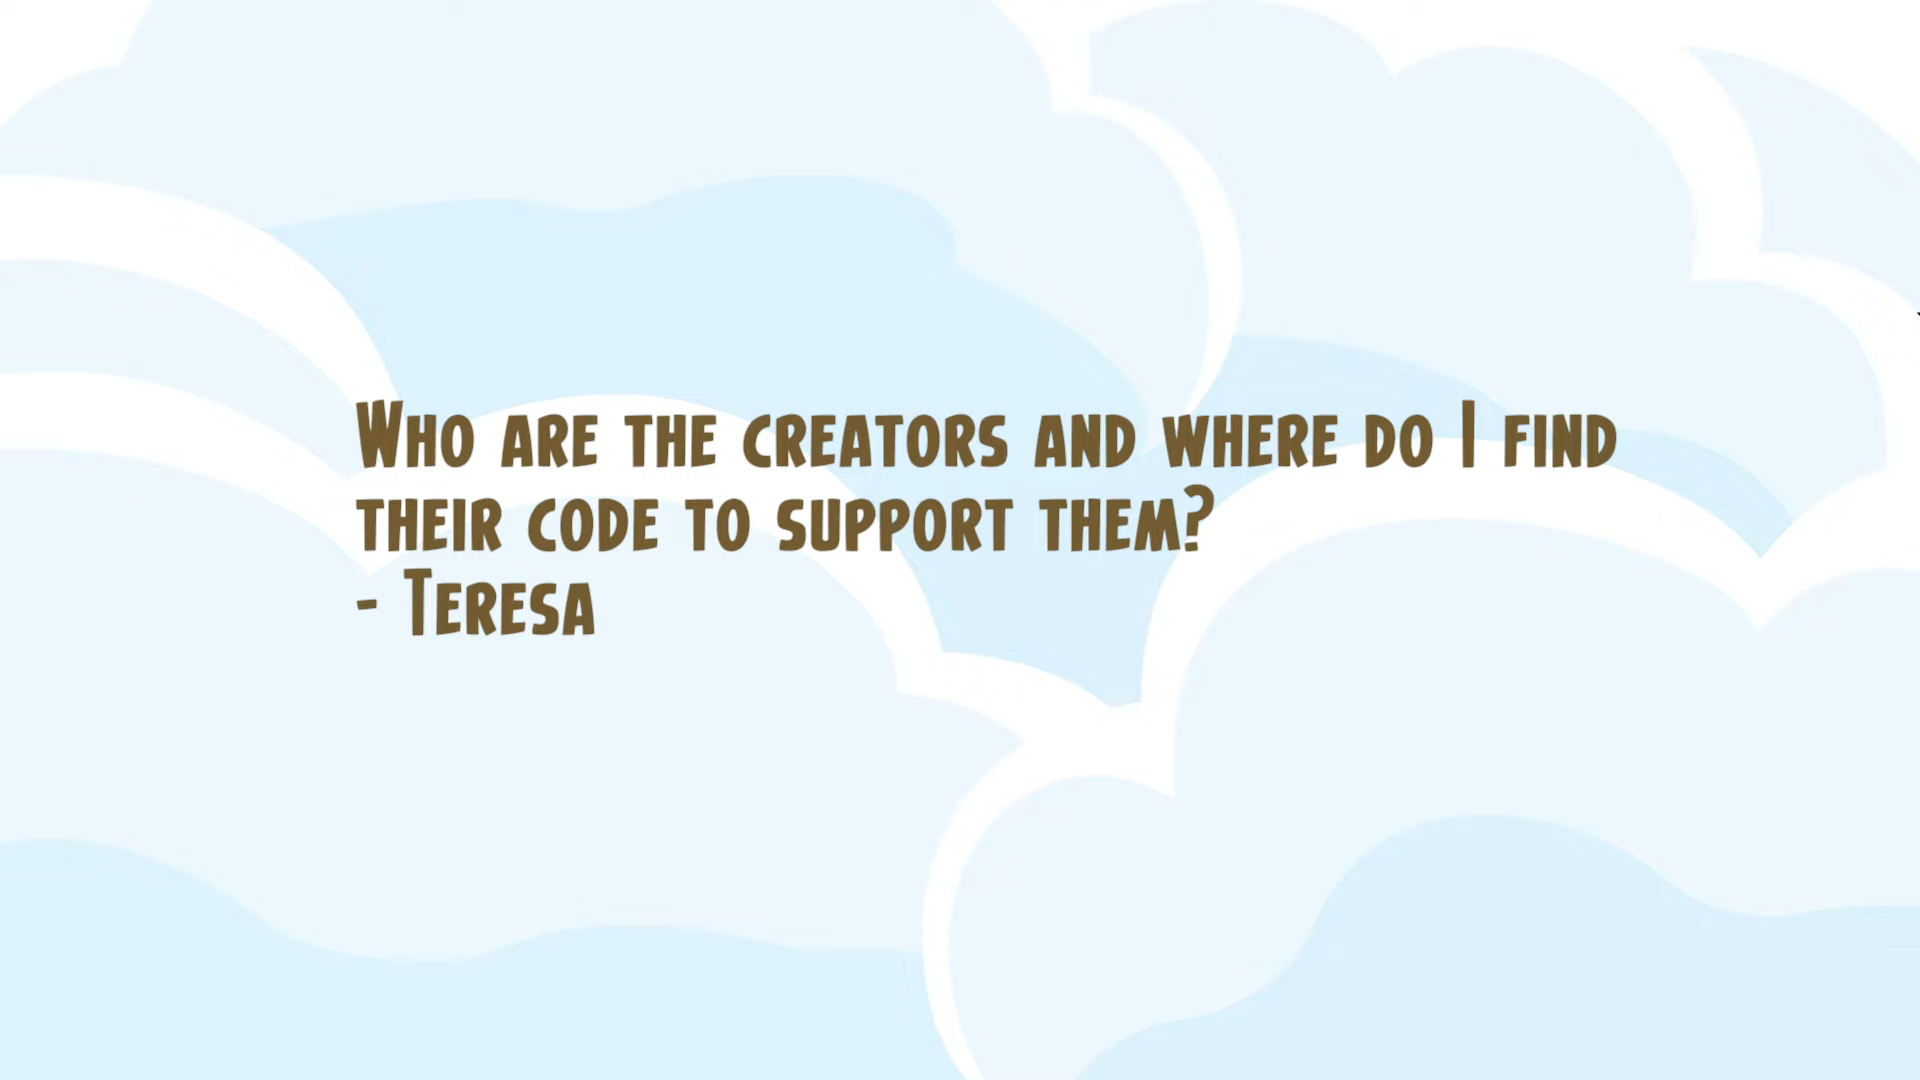 Who are the creators and where do I find
their code to support them?
- Teresa